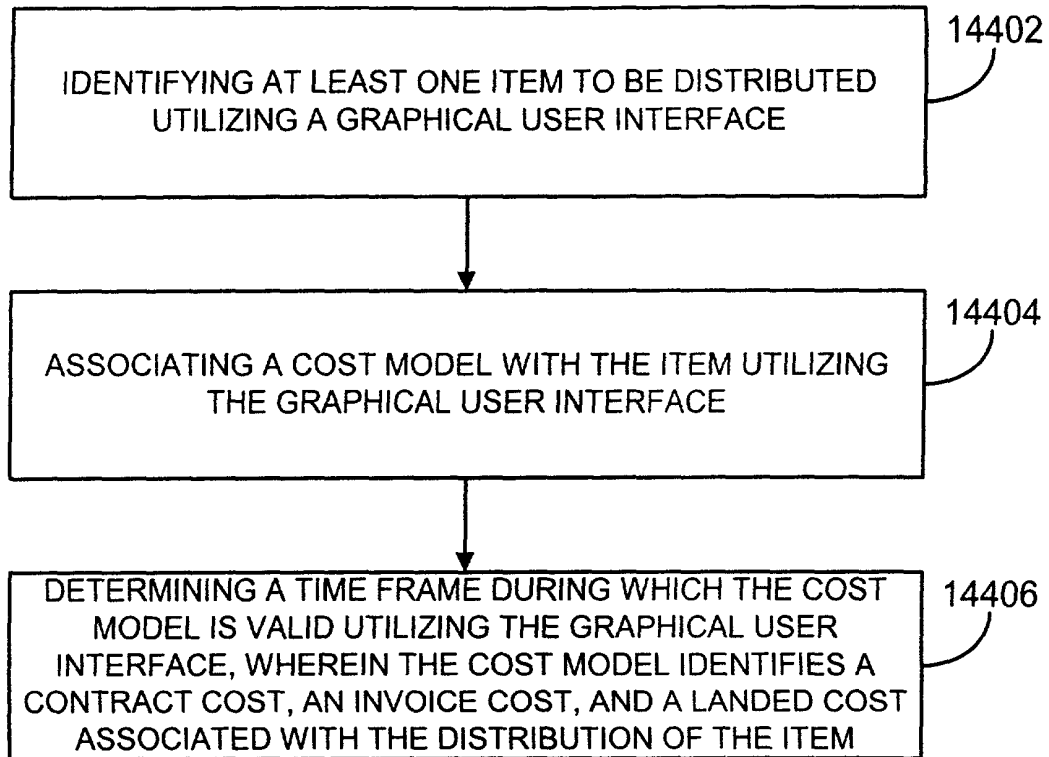 14402
IDENTIFYING AT LEAST ONE ITEM TO BE DISTRIBUTED
UTILIZING A GRAPHICAL USER INTERFACE
14404
ASSOCIATING A COST MODEL WITH THE ITEM UTILIZING
THE GRAPHICAL USER INTERFACE
14406
DETERMINING A TIME FRAME DURING WHICH THE COST
MODEL IS VALID UTILIZING THE GRAPHICAL USER
INTERFACE, WHEREIN THE COST MODEL IDENTIFIES A
CONTRACT COST, AN INVOICE COST, AND A LANDED COST
ASSOCIATED WITH THE DISTRIBUTION OF THE ITEM